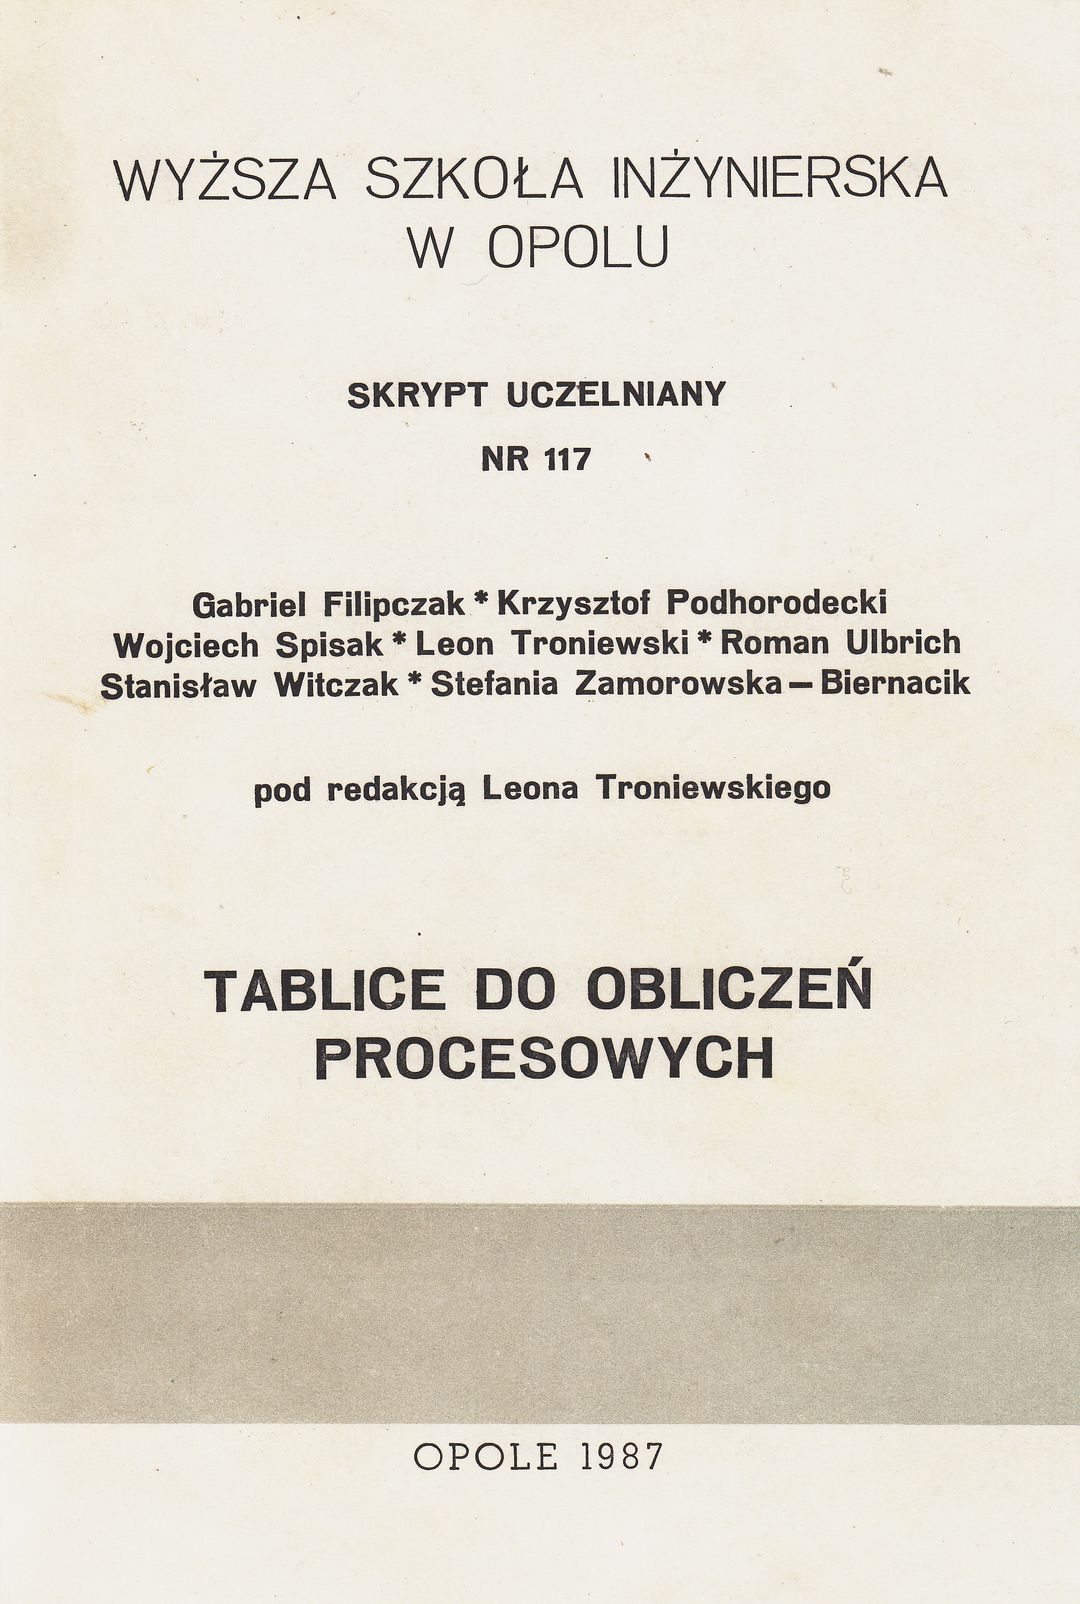 WYŻSZA SZKOŁA INŻYNIERSKA
W OPOLU
SKRYPT UCZELNIANY
NR 117
Gabriel Filipczak * Krzysztof Podhorodecki
Wojciech Spisak * Leon Troniewski * Roman Ulbrich
Stanisław Witczak * Stefania Zamorowska – Biernacik
pod redakcją Leona Troniewskiego
TABLICE DO OBLICZEŃ
PROCESOWYCH
OPOLE 1987